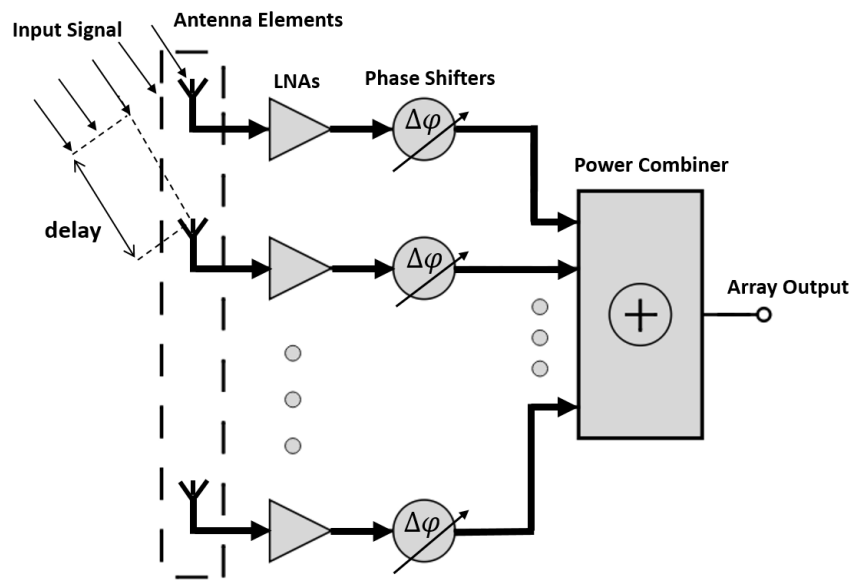 Antenna Elements
Input Signal
LNAs
Phase Shifters
Δφ
Power Combiner
delay
Δφ
+
Array Output
Δφ